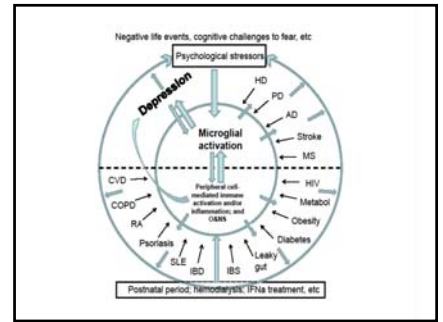 Negative life events, cognitive challenges to fear, etc
Psychological stressors
Depression
HD
PD
AD
Stroke
MS
Microglial
activation
Peripheral cell-
mediated immune
activation and/or
inflammation; and
O&NS
CVD
COPD
RA
Psoriasis
SLE
IBD
IBS
Leaky
gut
Diabetes
Obesity
Metabol
HIV
Postnatal period; hemodialysis, IFNa treatment, etc